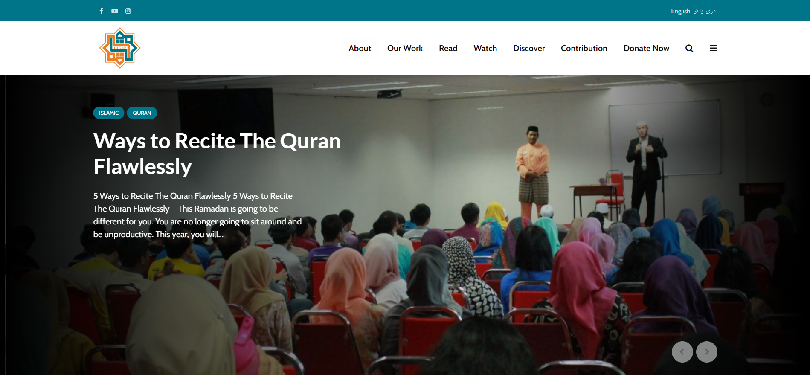 English
About Our Work Read Watch Discover Contribution Donate Now
ISLAMIC QURAN
Ways to Recite The Quran
Flawlessly
5 Ways to Recite The Quran Flawlessly 5 Ways to Recite
The Quran Flawlessly This Ramadan is going to be
different for you. You are no longer going to sit around and
be unproductive. This year, you will...